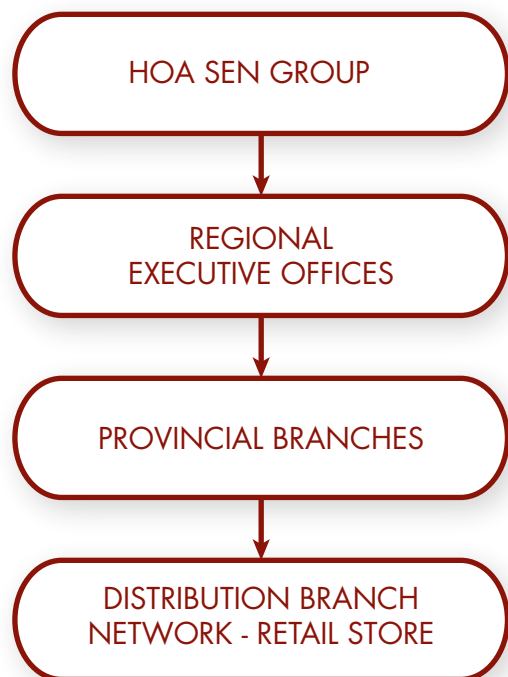 HOA SEN GROUP
REGIONAL
EXECUTIVE OFFICES
PROVINCIAL BRANCHES
DISTRIBUTION BRANCH
NETWORK - RETAIL STORE